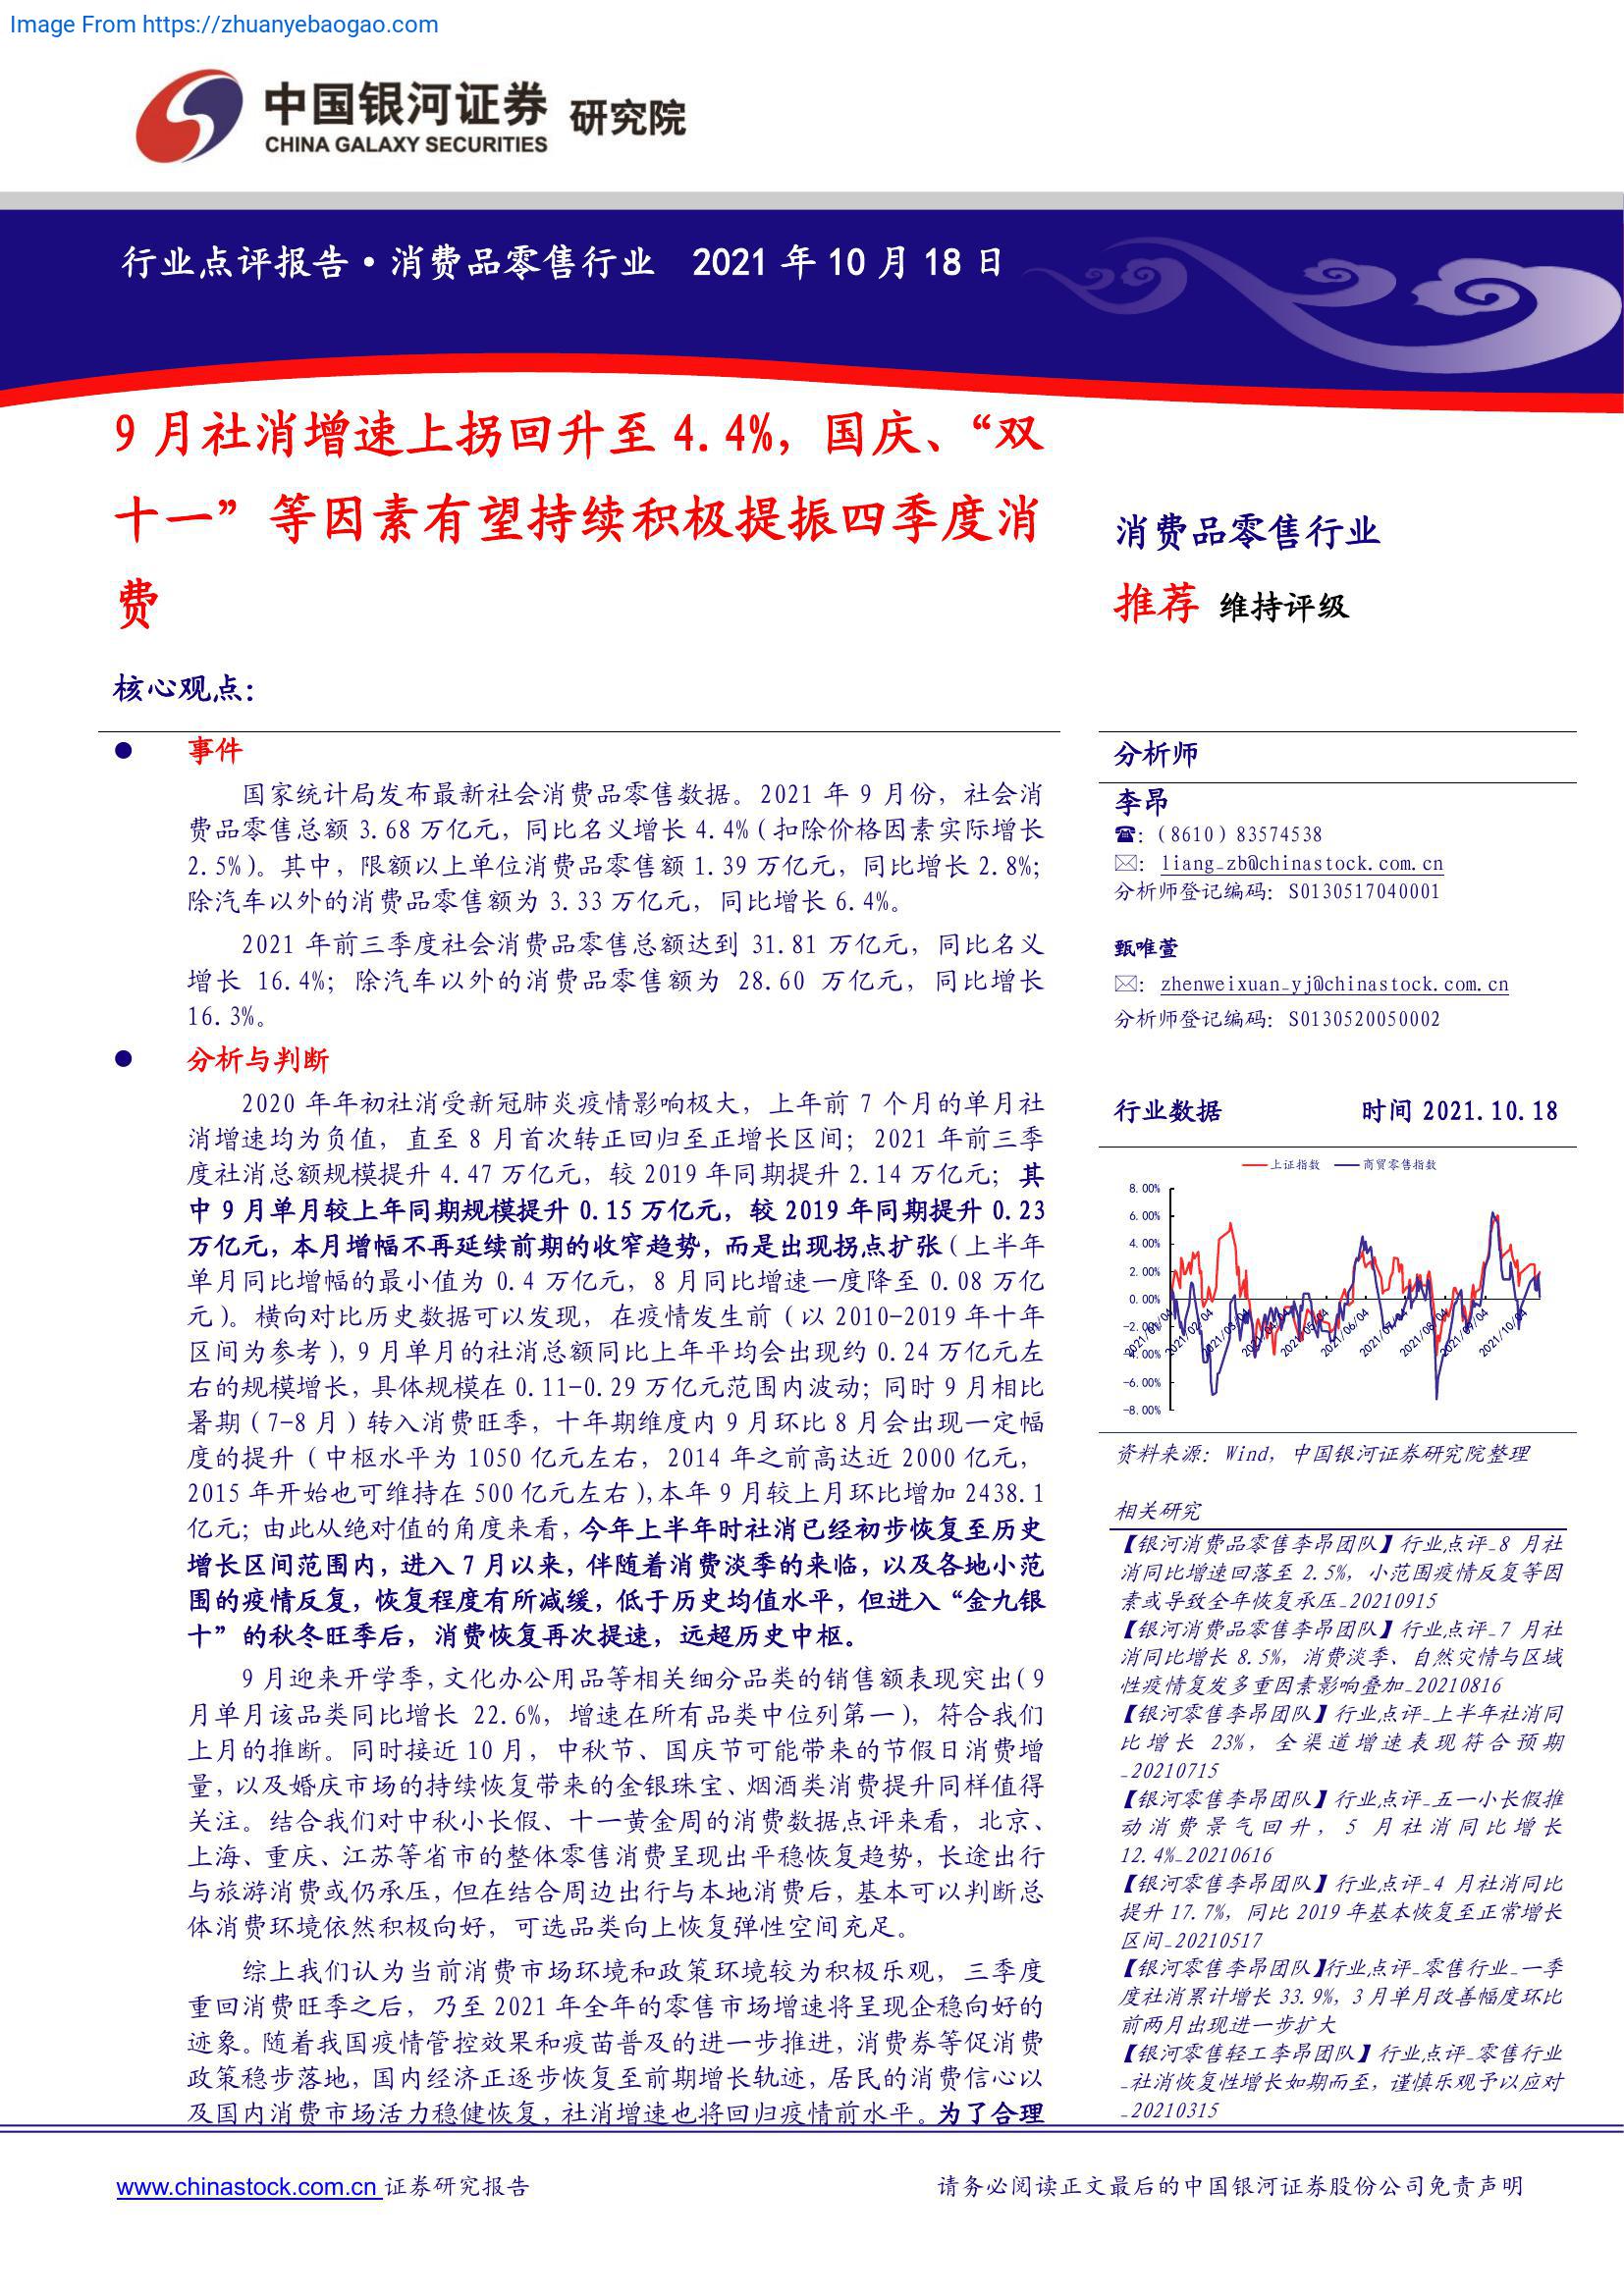 Image From https://zhuanyebaogao.com
中国银河证券 研究院
CHINA GALAXY SECURITIES
行业点评报告·消费品零售行业 2021 年 10 月 18 日
9 月社消增速上拐回升至 4.4%，国庆、“双
十一”等因素有望持续积极提振四季度消
费
核心观点：
● 事件
国家统计局发布最新社会消费品零售数据。2021 年 9 月份，社会消
费品零售总额 3.68 万亿元，同比名义增长 4.4%（扣除价格因素实际增长
2.5%）。其中，限额以上单位消费品零售额 1.39 万亿元，同比增长 2.8%；
除汽车以外的消费品零售额为 3.33 万亿元，同比增长 6.4%。
2021 年前三季度社会消费品零售总额达到 31.81 万亿元，同比名义
增长 16.4%；除汽车以外的消费品零售额为 28.60 万亿元，同比增长
16.3%。
● 分析与判断
2020 年年初社消受新冠肺炎疫情影响极大，上年前 7 个月的单月社
消增速均为负值，直至 8 月首次转正回归至正增长区间；2021 年前三季
度社消总额规模提升 4.47 万亿元，较 2019 年同期提升 2.14 万亿元；其
中 9 月单月较上年同期规模提升 0.15 万亿元，较 2019 年同期提升 0.23
万亿元，本月增幅不再延续前期的收窄趋势，而是出现拐点扩张（上半年
单月同比增幅的最小值为 0.4 万亿元，8 月同比增速一度降至 0.08 万亿
元）。横向对比历史数据可以发现，在疫情发生前（以 2010-2019 年十年
区间为参考），9 月单月的社消总额同比上年平均会出现约 0.24 万亿元左
右的规模增长，具体规模在 0.11-0.29 万亿元范围内波动；同时 9 月相比
暑期（7-8 月）转入消费旺季，十年期维度内 9 月环比 8 月会出现一定幅
度的提升（中枢水平为 1050 亿元左右，2014 年之前高达近 2000 亿元，
2015 年开始也可维持在 500 亿元左右），本年 9 月较上月环比增加 2438.1
亿元；由此从绝对值的角度来看，今年上半年时社消已经初步恢复至历史
增长区间范围内，进入 7 月以来，伴随着消费淡季的来临，以及各地小范
围的疫情反复，恢复程度有所减缓，低于历史均值水平，但进入“金九银
十”的秋冬旺季后，消费恢复再次提速，远超历史中枢。
9 月迎来开学季，文化办公用品等相关细分品类的销售额表现突出（9
月单月该品类同比增长 22.6%，增速在所有品类中位列第一），符合我们
上月的推断。同时接近 10 月，中秋节、国庆节可能带来的节假日消费增
量，以及婚庆市场的持续恢复带来的金银珠宝、烟酒类消费提升同样值得
关注。结合我们对中秋小长假、十一黄金周的消费数据点评来看，北京、
上海、重庆、江苏等省市的整体零售消费呈现出平稳恢复趋势，长途出行
与旅游消费或仍承压，但在结合周边出行与本地消费后，基本可以判断总
体消费环境依然积极向好，可选品类向上恢复弹性空间充足。
综上我们认为当前消费市场环境和政策环境较为积极乐观，三季度
重回消费旺季之后，乃至 2021 年全年的零售市场增速将呈现企稳向好的
迹象。随着我国疫情管控效果和疫苗普及的进一步推进，消费券等促消费
政策稳步落地，国内经济正逐步恢复至前期增长轨迹，居民的消费信心以
及国内消费市场活力稳健恢复，社消增速也将回归疫情前水平。为了合理
消费品零售行业
推荐 维持评级
分析师
李昂
☎：（8610）83574538
✉：liang_zb@chinastock.com.cn
分析师登记编码：S0130517040001
甄唯萱
✉：zhenweixuan_yj@chinastock.com.cn
分析师登记编码：S0130520050002
行业数据 时间 2021.10.18
上证指数 商贸零售指数
8.00%
6.00%
4.00%
2.00%
0.00%
-2.00%
-4.00%
-6.00%
-8.00%
2021/01/04 2021/02/04 2021/03/04 2021/04/04 2021/05/04 2021/06/04 2021/07/04 2021/08/04 2021/09/04 2021/10/04
资料来源：Wind，中国银河证券研究院整理
相关研究
【银河消费品零售李昂团队】行业点评_8 月社
消同比增速回落至 2.5%，小范围疫情反复等因
素或导致全年恢复承压_20210915
【银河消费品零售李昂团队】行业点评_7 月社
消同比增长 8.5%，消费淡季、自然灾情与区域
性疫情复发多重因素影响叠加_20210816
【银河零售李昂团队】行业点评_上半年社消同
比增长 23%，全渠道增速表现符合预期
_20210715
【银河零售李昂团队】行业点评_五一小长假推
动消费景气回升，5 月社消同比增长
12.4%_20210616
【银河零售李昂团队】行业点评_4 月社消同比
提升 17.7%，同比 2019 年基本恢复至正常增长
区间_20210517
【银河零售李昂团队】行业点评_零售行业_一季
度社消累计增长 33.9%，3 月单月改善幅度环比
前两月出现进一步扩大
【银河零售轻工李昂团队】行业点评_零售行业
_社消恢复性增长如期而至，谨慎乐观予以应对
_20210315
www.chinastock.com.cn 证券研究报告
请务必阅读正文最后的中国银河证券股份公司免责声明